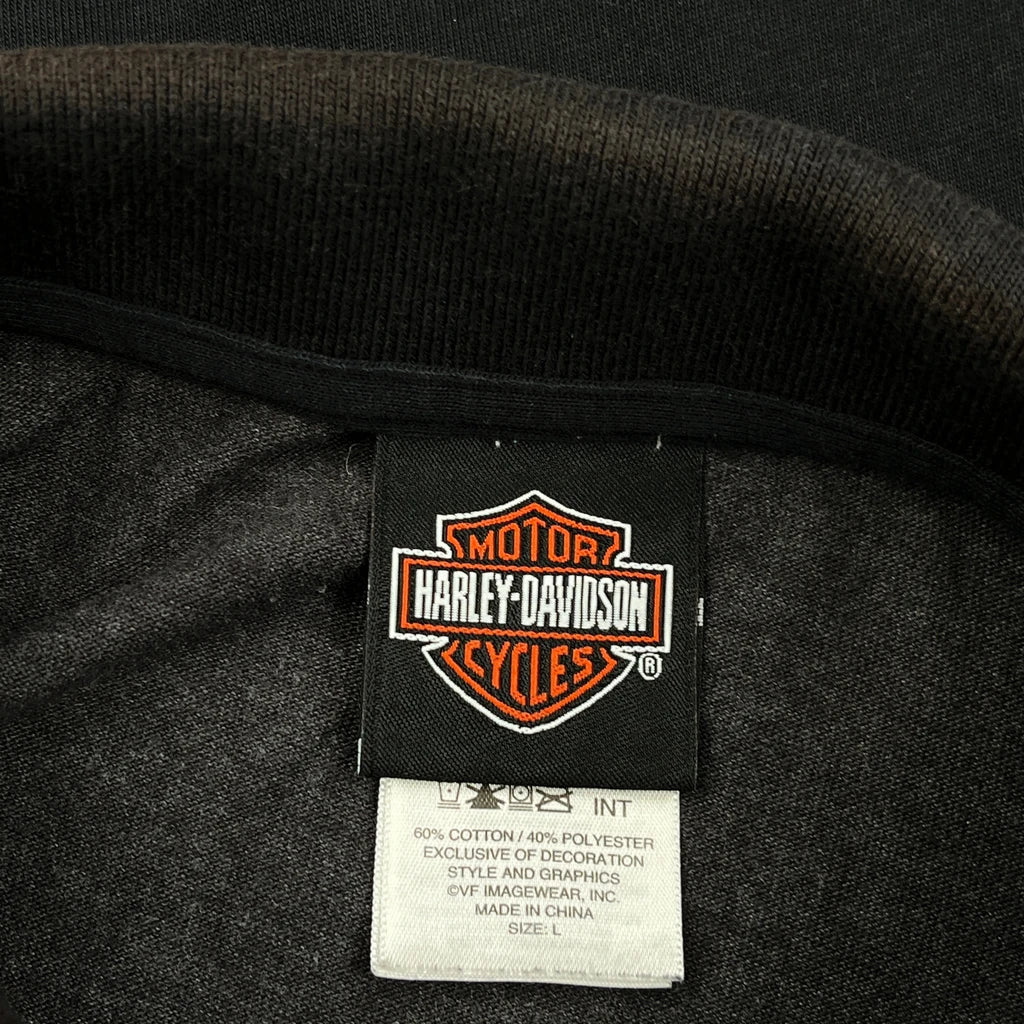 MOTOR
HARLEY-DAVIDSON
CYCLES
®
INT
60% COTTON / 40% POLYESTER
EXCLUSIVE OF DECORATION
STYLE AND GRAPHICS
©VF IMAGEWEAR, INC.
MADE IN CHINA
SIZE: L